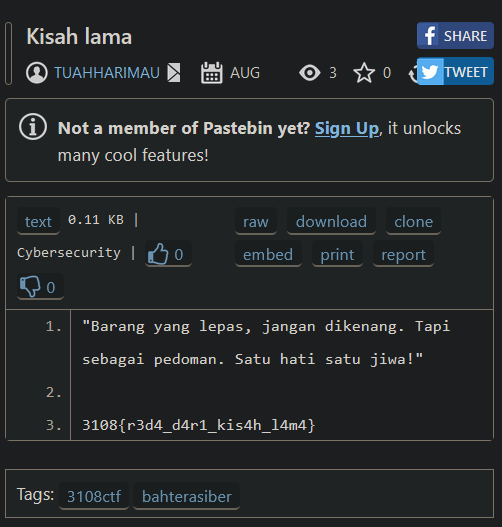 Kisah lama
SHARE
TUAHHARIMAU AUG 3 0
TWEET
Not a member of Pastebin yet? Sign Up, it unlocks
many cool features!
text 0.11 KB |
raw download clone
Cybersecurity | 0
embed print report
0
1. "Barang yang lepas, jangan dikenang. Tapi
sebagai pedoman. Satu hati satu jiwa!"
2.
3. 3108{r3d4_d4r1_kis4h_l4m4}
Tags: 3108ctf bahterasiber